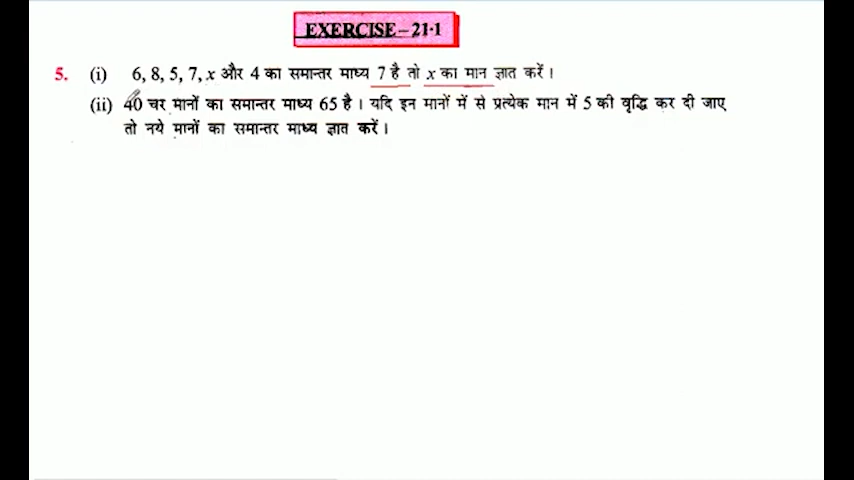 EXERCISE–21·1
5. (i) 6, 8, 5, 7, x और 4 का समान्तर माध्य 7 है तो x का मान ज्ञात करें।
(ii) 40 चर मानों का समान्तर माध्य 65 है। यदि इन मानों में से प्रत्येक मान में 5 की वृद्धि कर दी जाए
तो नये मानों का समान्तर माध्य ज्ञात करें।